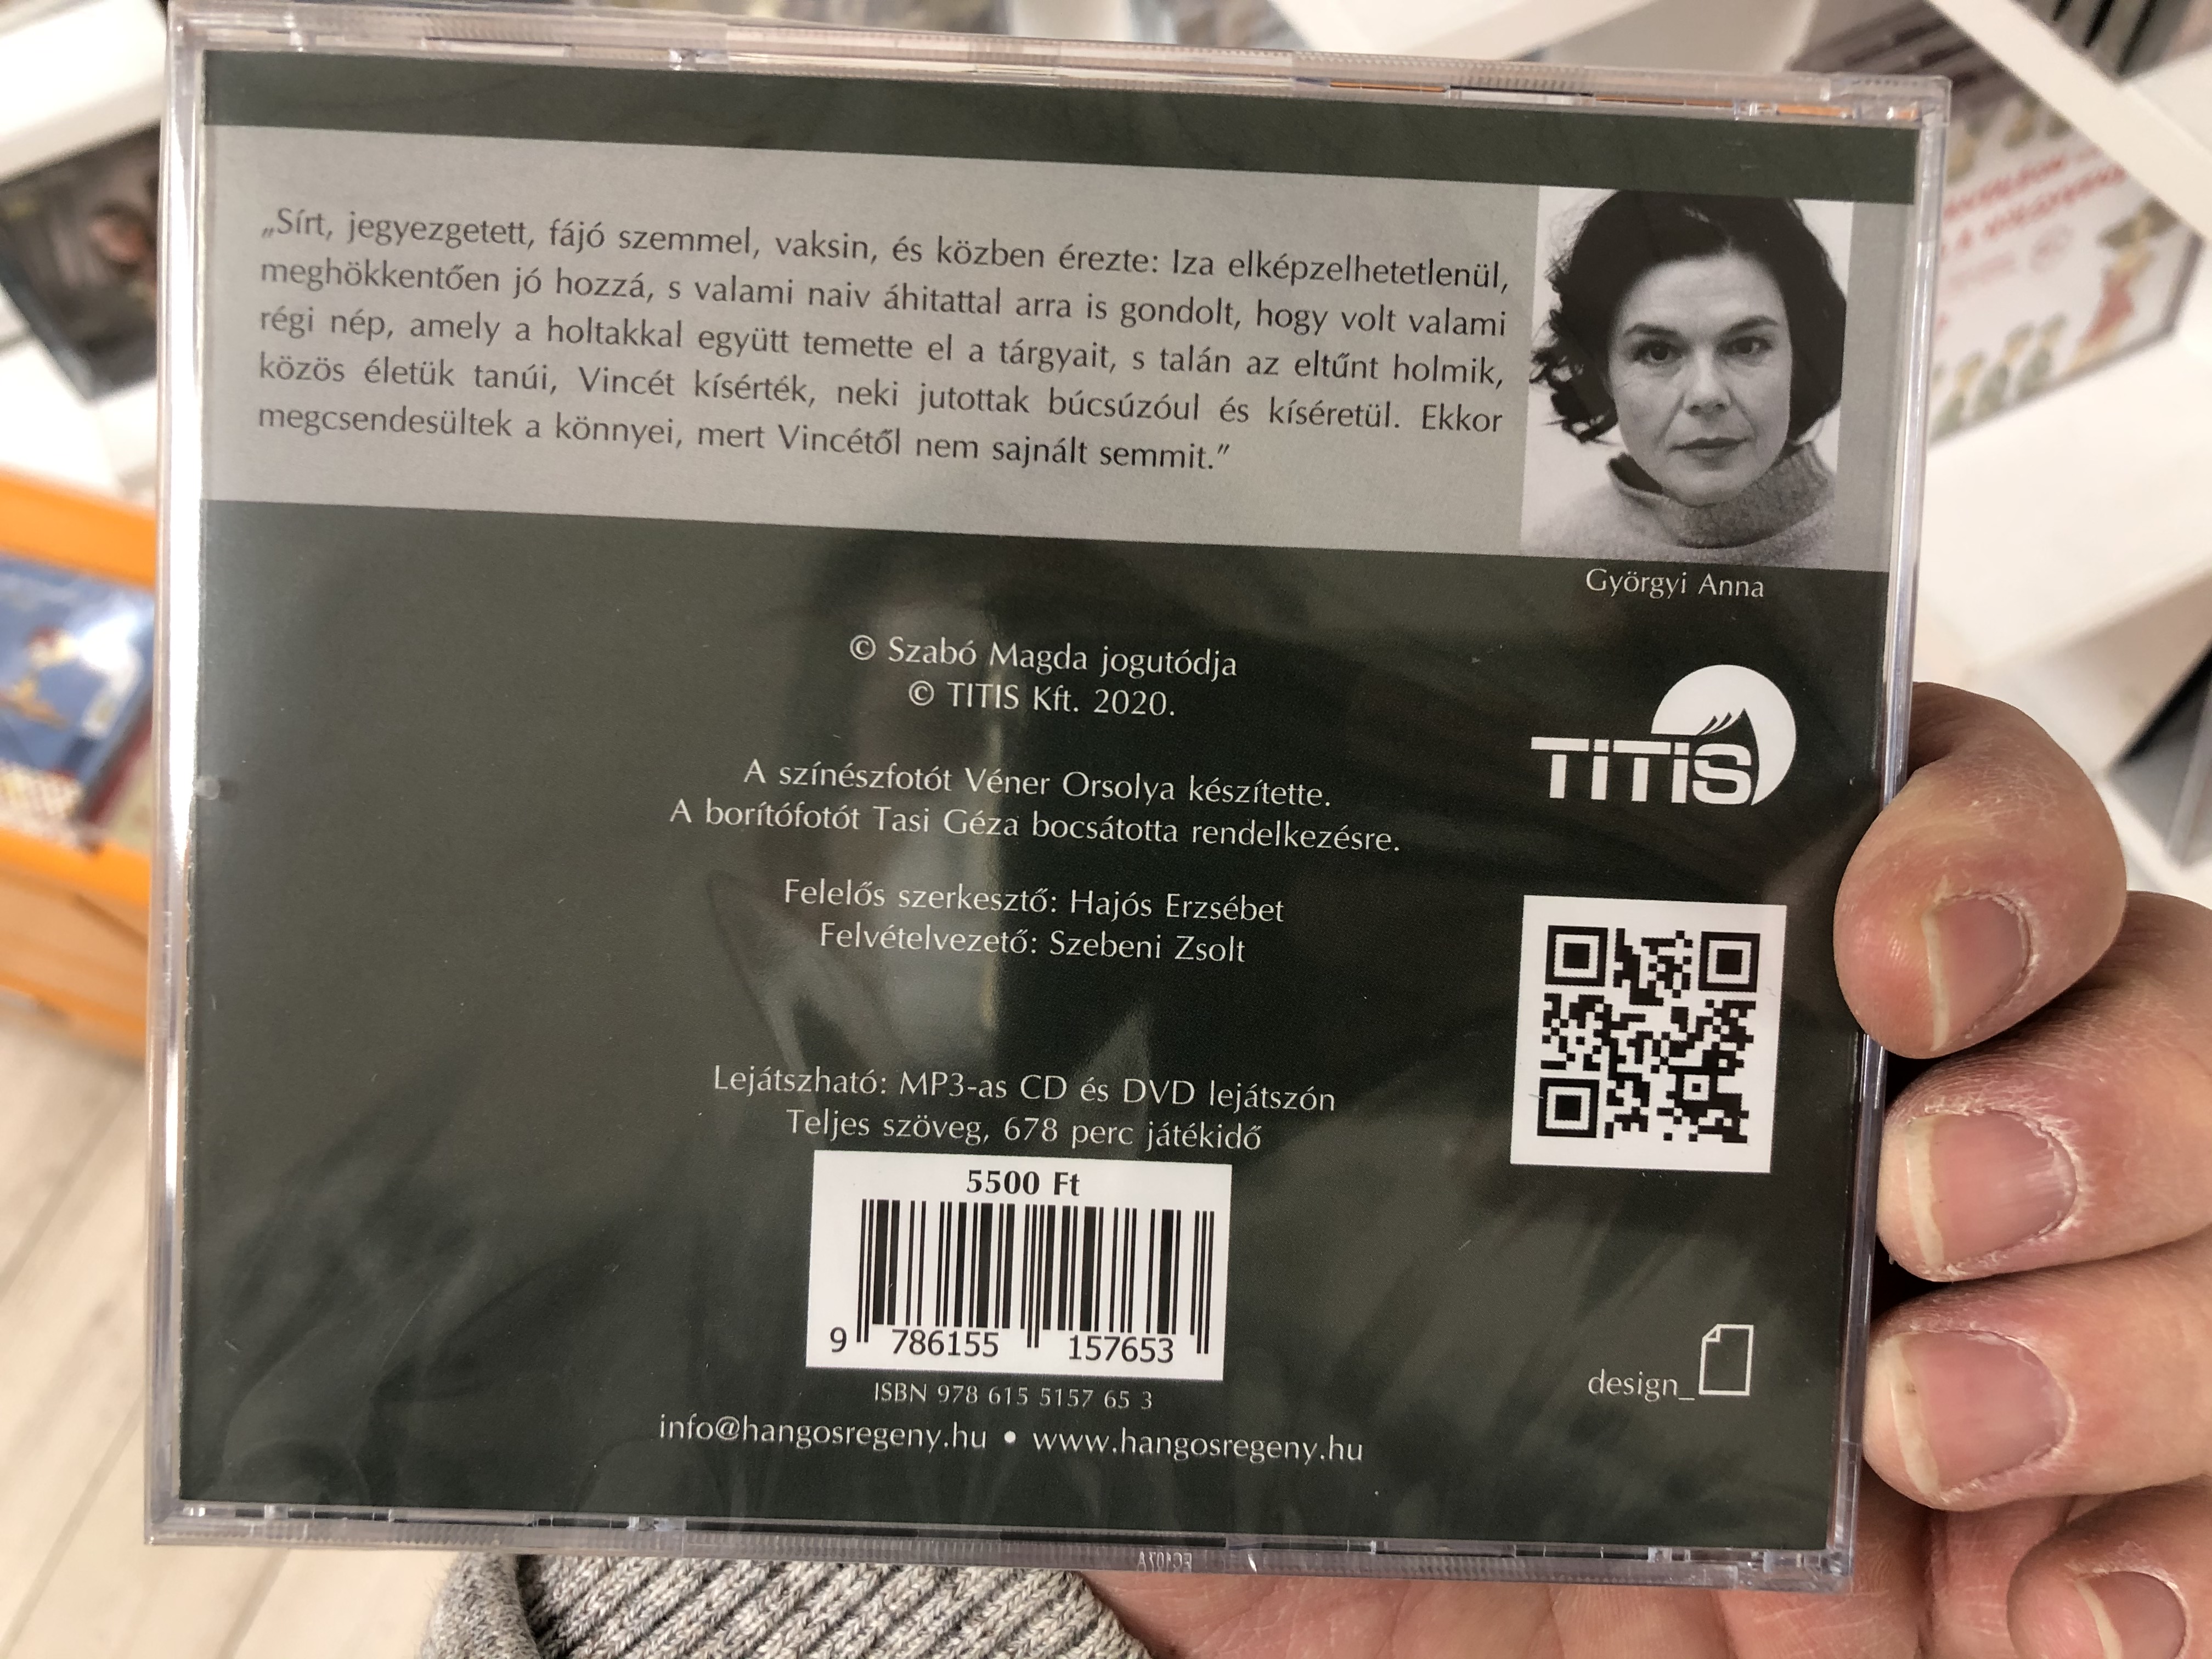 „Sírt, jegyezgetett, fájó szemmel, vaksin, és közben érezte: Iza elképzelhetetlenül,
meghökkentően jó hozzá, s valami naiv áhitattal arra is gondolt, hogy volt valami
régi nép, amely a holtakkal együtt temette el a tárgyait, s talán az eltűnt holmik,
közös életük tanúi, Vincét kísérték, neki jutottak búcsúzóul és kíséretül. Ekkor
megcsendesültek a könnyei, mert Vincétől nem sajnált semmit.”
Györgyi Anna
© Szabó Magda jogutódja
© TITIS Kft. 2020.
TiTiS
A színészfotót Véner Orsolya készítette.
A borítófotót Tasi Géza bocsátotta rendelkezésre.
Felelős szerkesztő: Hajós Erzsébet
Felvételvezető: Szebeni Zsolt
Lejátszható: MP3-as CD és DVD lejátszón
Teljes szöveg, 678 perc játékidő
5500 Ft
9 786155 157653
ISBN 978 615 5157 65 3
info@hangosregeny.hu • www.hangosregeny.hu
design_